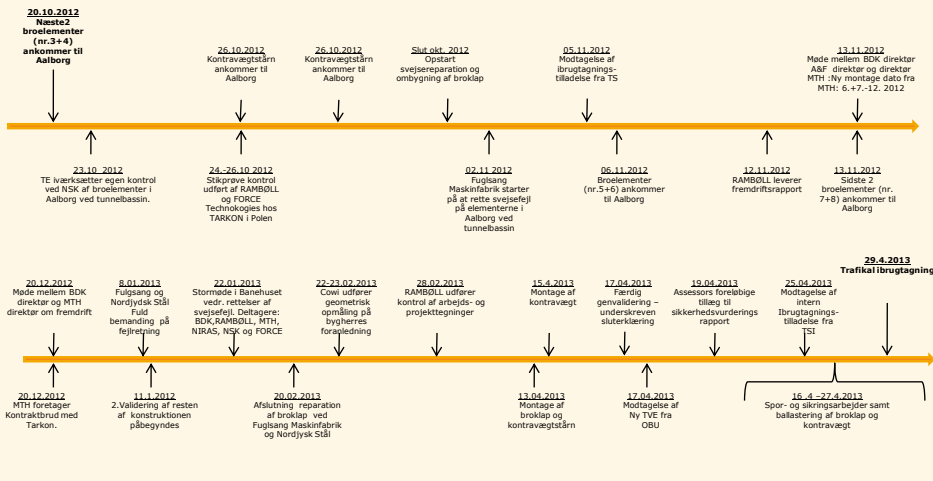 20.10.2012
Næste2
broelementer
(nr.3+4)
ankommer til
Aalborg
26.10.2012
Kontravægtstårn
ankommer til
Aalborg
26.10.2012
Kontravægtstårn
ankommer til
Aalborg
Slut okt. 2012
Opstart
svejsereparation og
ombygning af broklap
05.11.2012
Modtagelse af
ibrugtagnings-
tilladelse fra TS
13.11.2012
Møde mellem BDK direktør
A&F direktør og direktør
MTH :Ny montage dato fra
MTH: 6.+7.-12. 2012
23.10 2012
TE iværksætter egen kontrol
ved NSK af broelementer i
Aalborg ved tunnelbassin.
24.-26.10 2012
Stikprøve kontrol
udført af RAMBØLL
og FORCE
Technokogies hos
TARKON i Polen
02.11 2012
Fuglsang
Maskinfabrik starter
på at rette svejsefejl
på elementerne i
Aalborg ved
tunnelbassin
06.11.2012
Broelementer
(nr.5+6) ankommer
til Aalborg
12.11.2012
RAMBØLL leverer
fremdriftsrapport
13.11.2012
Sidste 2
broelementer (nr.
7+8) ankommer til
Aalborg
20.12.2012
Møde mellem BDK
direktør og MTH
direktør om fremdrift
8.01.2013
Fulgsang og
Nordjydsk Stål
Fuld
bemanding på
fejlretning
22.01.2013
Stormøde i Banehuset
vedr. rettelser af
svejsefejl. Deltagere:
BDK,RAMBØLL, MTH,
NIRAS, NSK og FORCE
22-23.02.2013
Cowi udfører
geometrisk
opmåling på
bygherres
foranledning
28.02.2013
RAMBØLL udfører
kontrol af arbejds- og
projekttegninger
15.4.2013
Montage af
kontravægt
17.04.2013
Færdig
genvalidering –
underskreven
sluterklæring
19.04.2013
Assessors foreløbige
tillæg til
sikkerhedsvurderings
rapport
25.04.2013
Modtagelse af
intern
Ibrugtagnings-
tilladelse fra
TSI
29.4.2013
Trafikal ibrugtagning
20.12.2012
MTH foretager
Kontraktbrud med
Tarkon.
11.1.2012
2.Validering af resten
af konstruktionen
påbegyndes
20.02.2013
Afslutning reparation
af broklap ved
Fuglsang Maskinfabrik
og Nordjysk Stål
13.04.2013
Montage af
broklap og
kontravægtstårn
17.04.2013
Modtagelse af
Ny TVE fra
OBU
16 .4 –27.4.2013
Spor- og sikringsarbejder samt
ballastering af broklap og
kontravægt